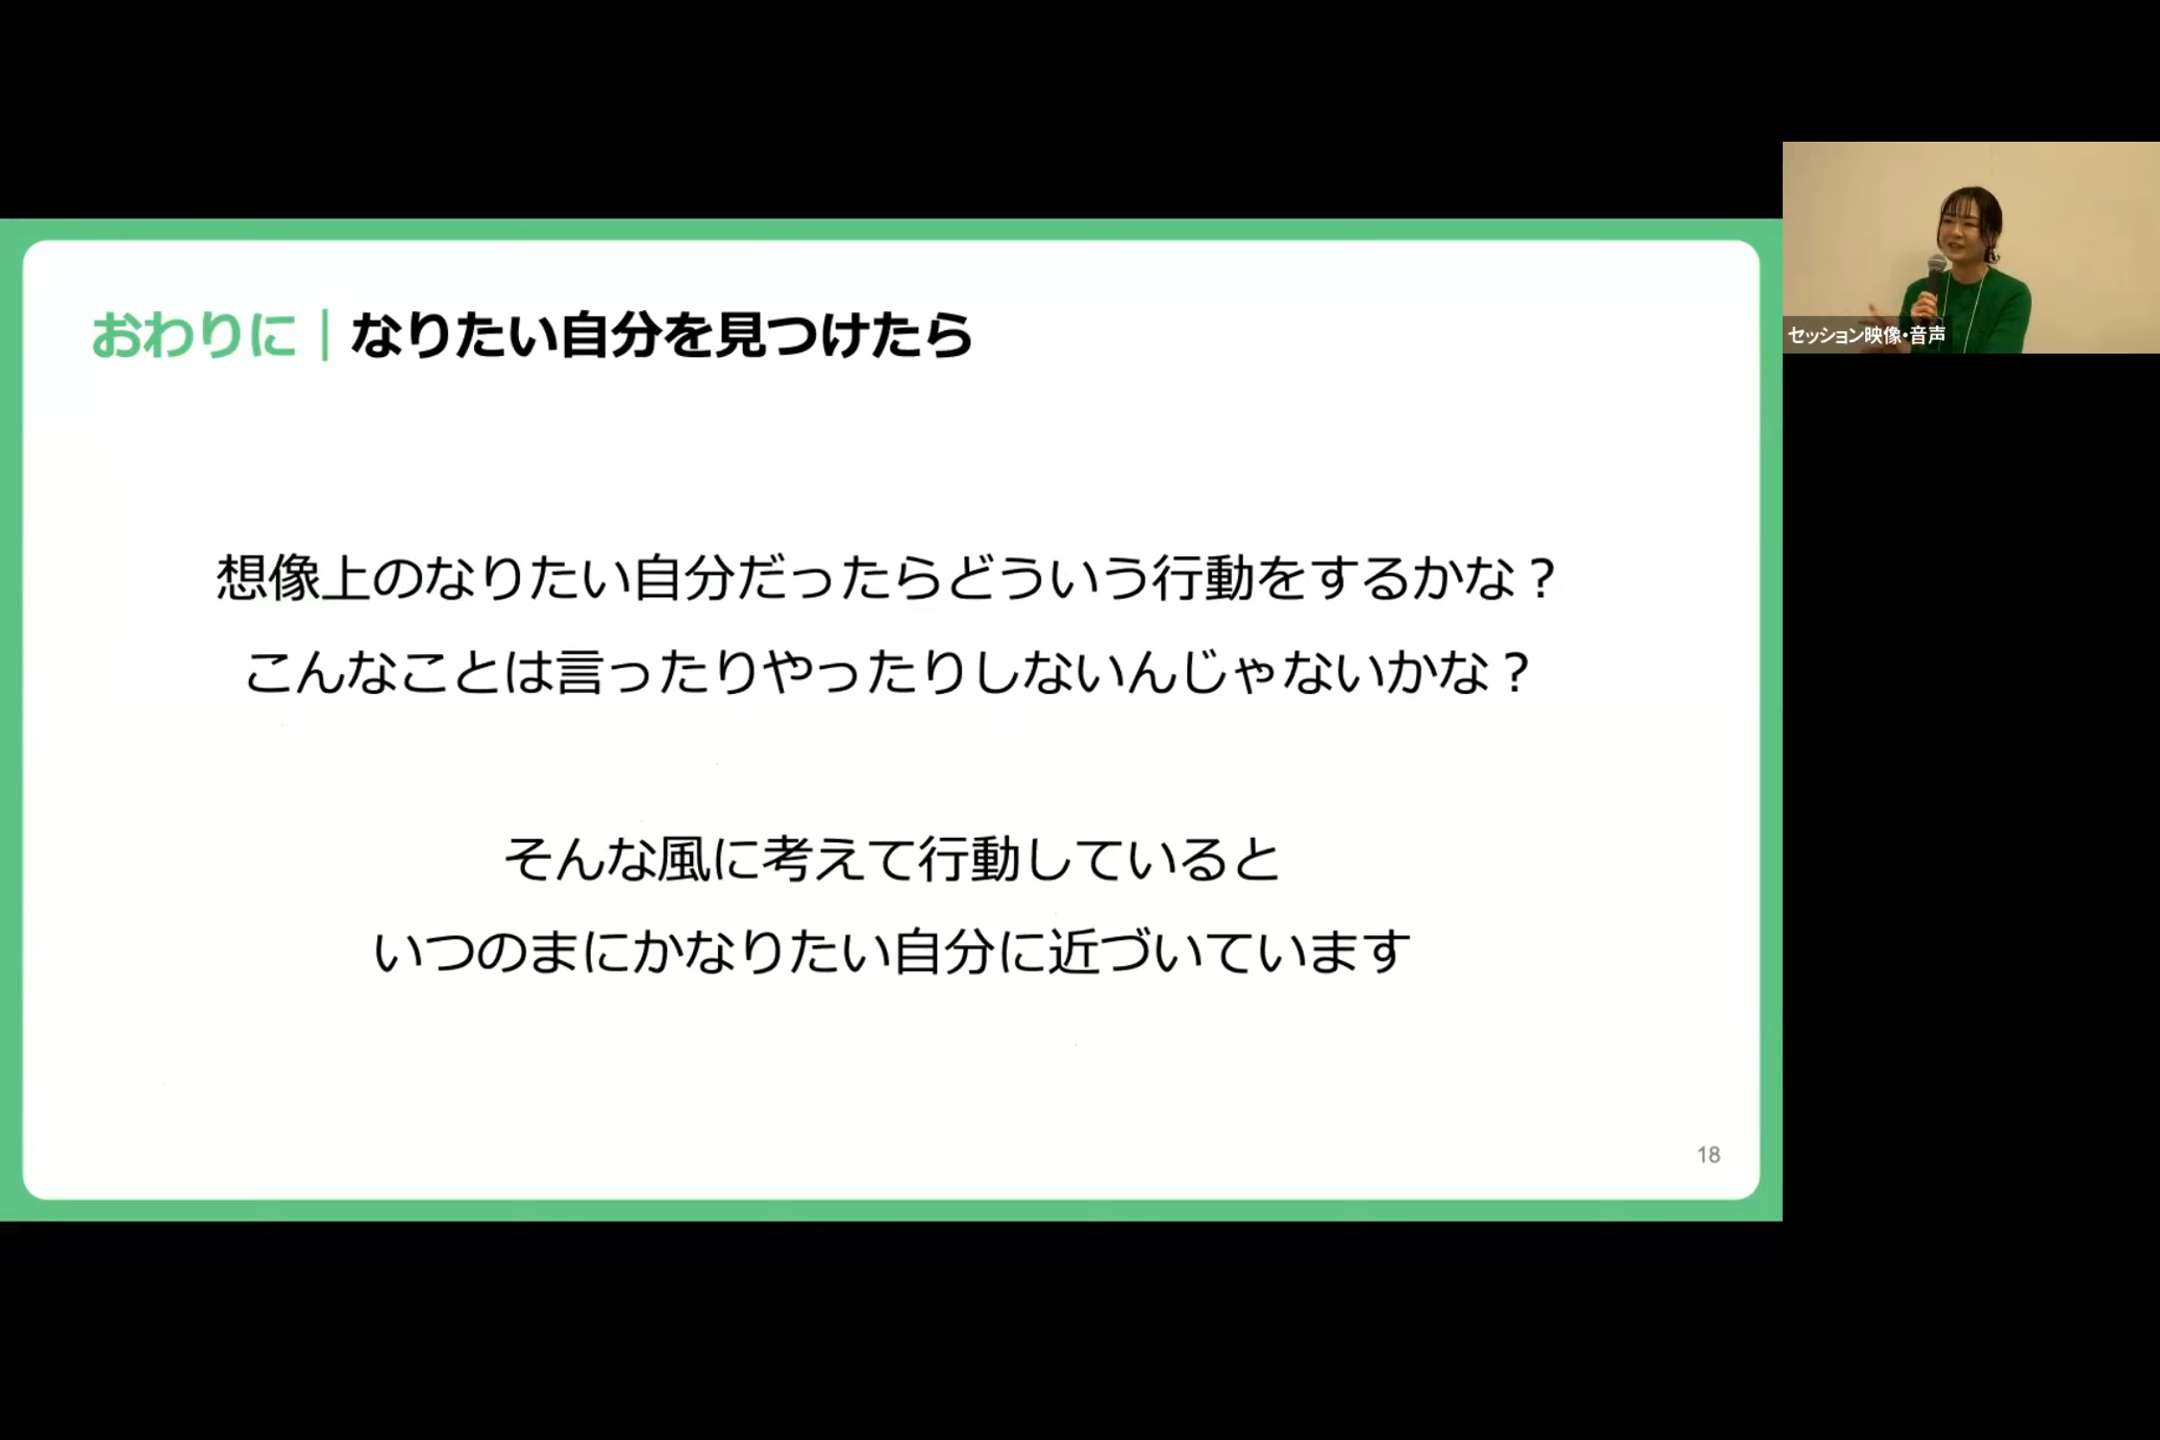 おわりに｜なりたい自分を見つけたら
想像上のなりたい自分だったらどういう行動をするかな？
こんなことは言ったりやったりしないんじゃないかな？
そんな風に考えて行動していると
いつのまにかなりたい自分に近づいています
18
セッション映像・音声